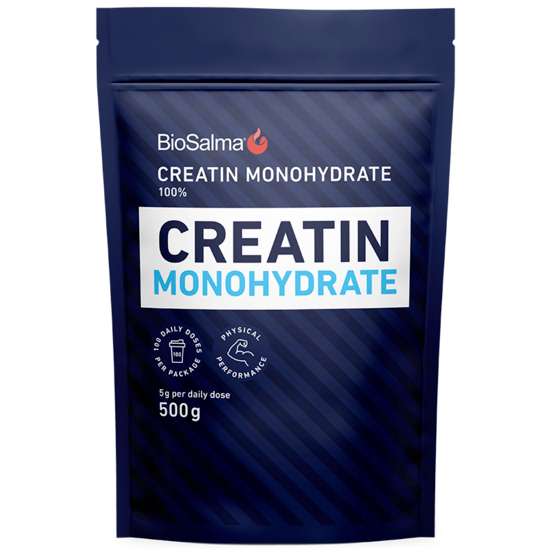 BioSalma®
CREATIN MONOHYDRATE
100%
CREATIN
MONOHYDRATE
100 DAILY DOSES
PER PACKAGE
100
PHYSICAL
PERFORMANCE
5g per daily dose
500g